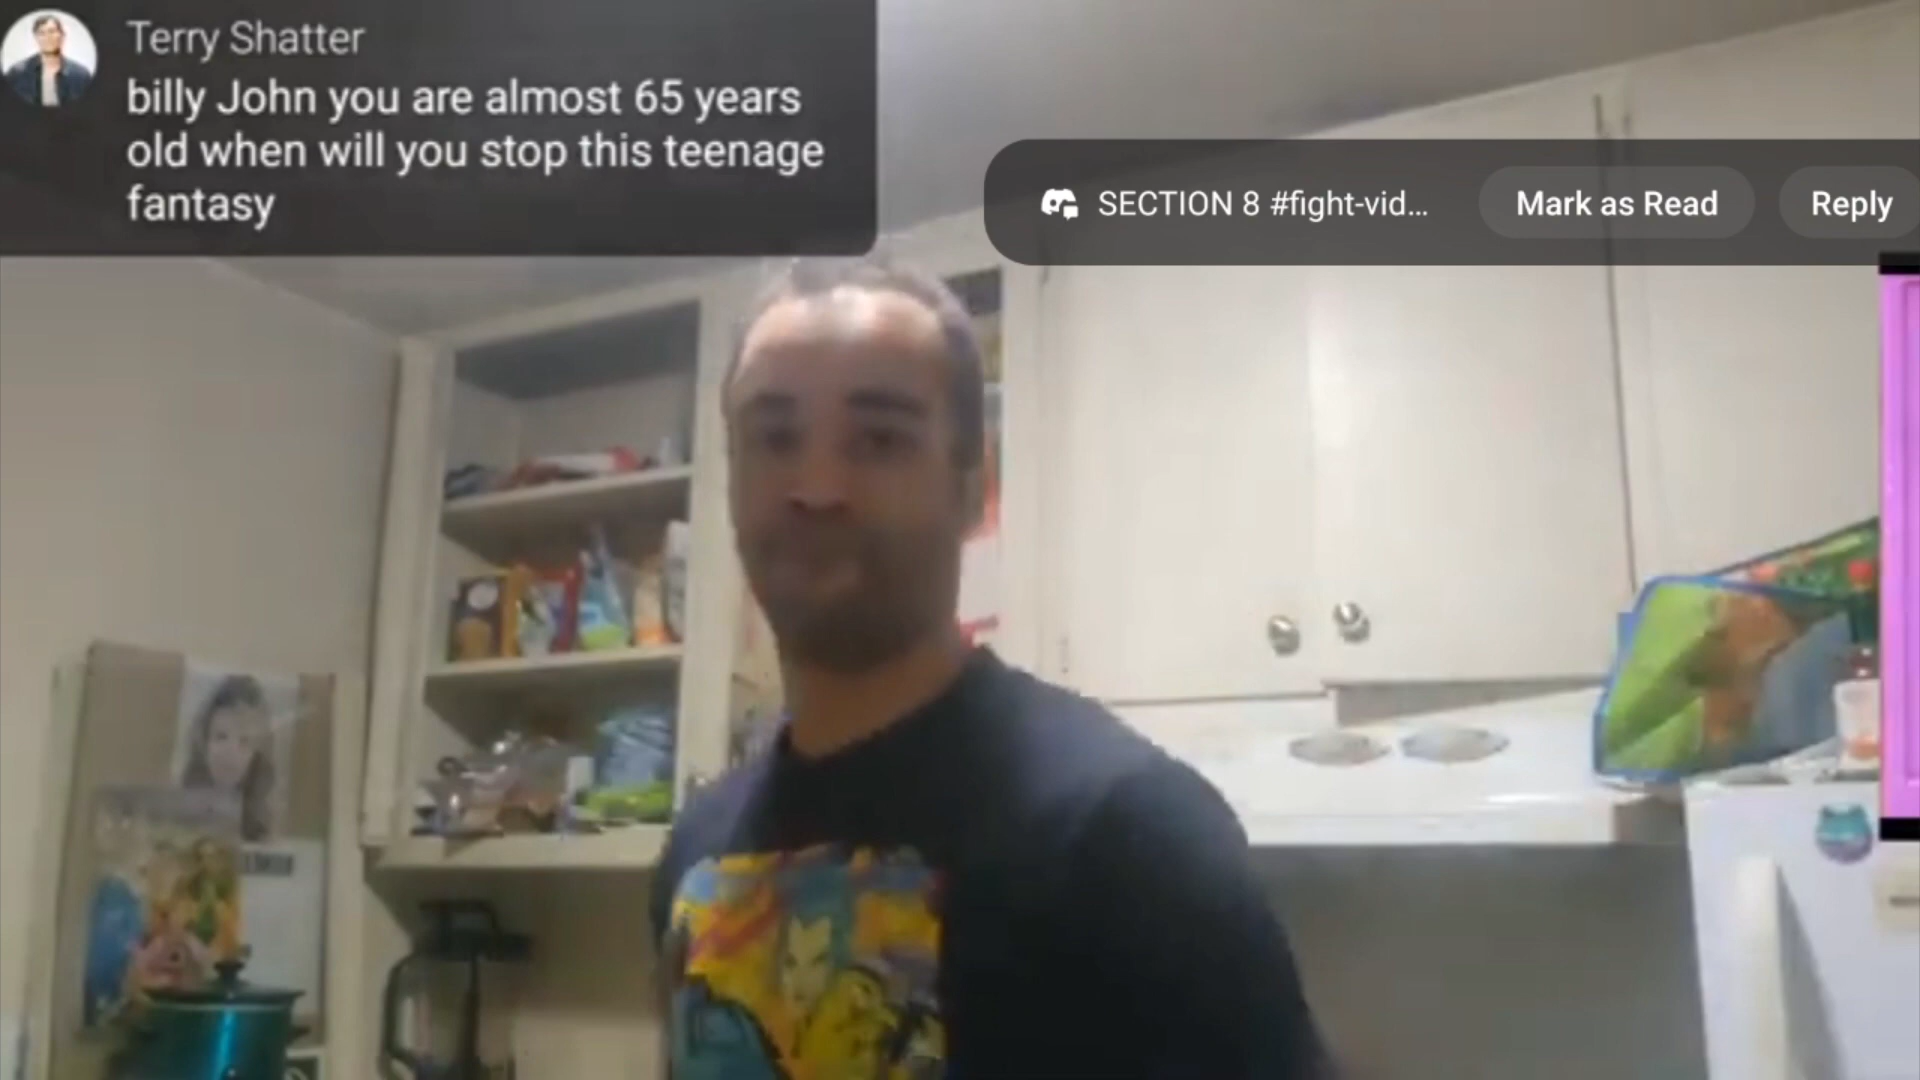 Terry Shatter
billy John you are almost 65 years
old when will you stop this teenage
fantasy
SECTION 8 #fight-vid...
Mark as Read
Reply